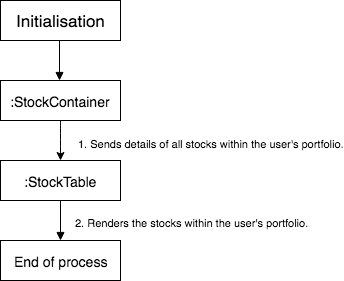 Initialisation
:StockContainer
1. Sends details of all stocks within the user's portfolio.
:StockTable
2. Renders the stocks within the user's portfolio.
End of process